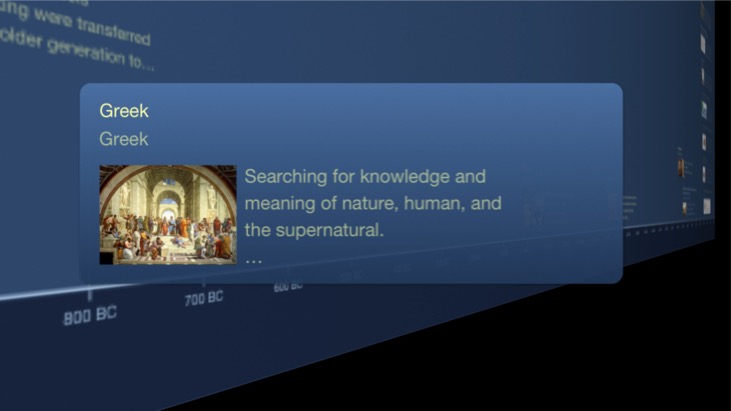 ing were transferred
older generation to...
Greek
Greek
Searching for knowledge and
meaning of nature, human, and
the supernatural.
...
800 BC
700 BC
600 BC